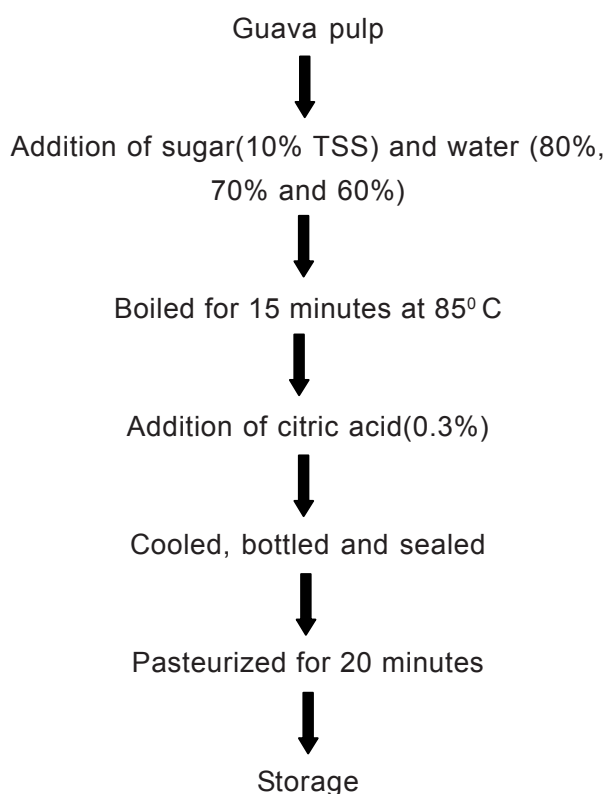 Guava pulp
Addition of sugar(10% TSS) and water (80%,
70% and 60%)
Boiled for 15 minutes at 85⁰ C
Addition of citric acid(0.3%)
Cooled, bottled and sealed
Pasteurized for 20 minutes
Storage